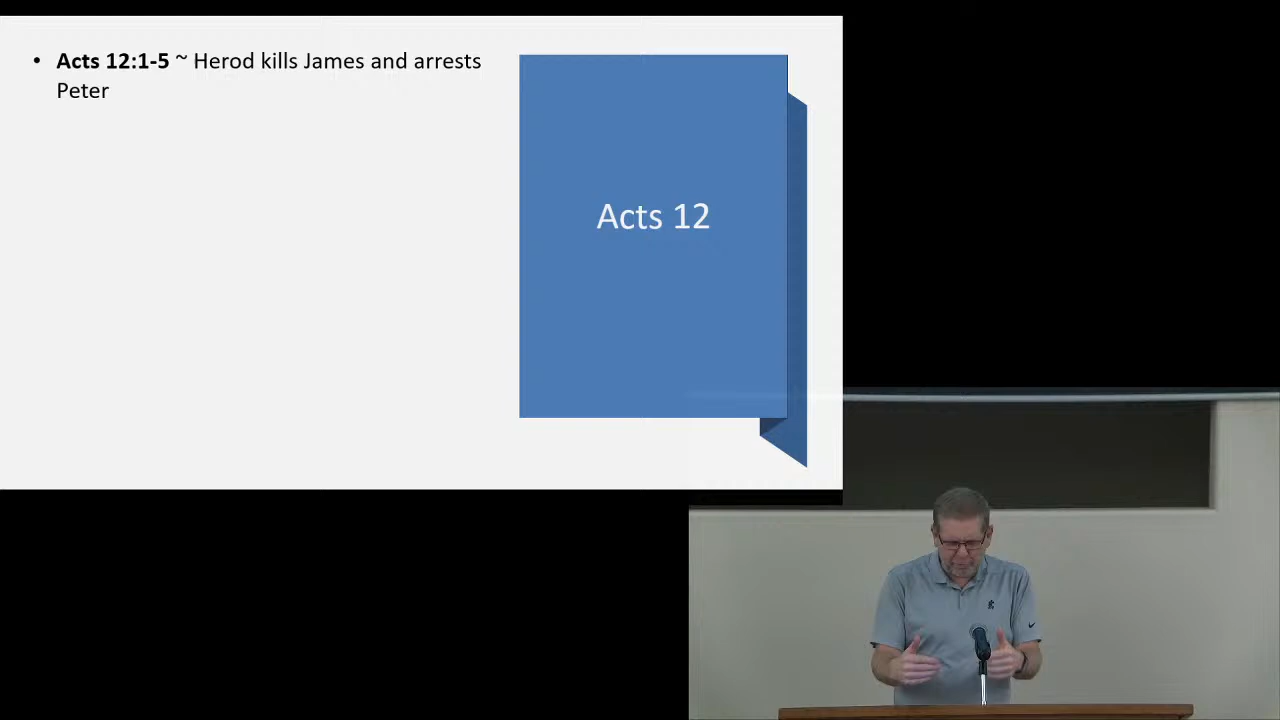 • Acts 12:1-5 ~ Herod kills James and arrests
Peter
Acts 12